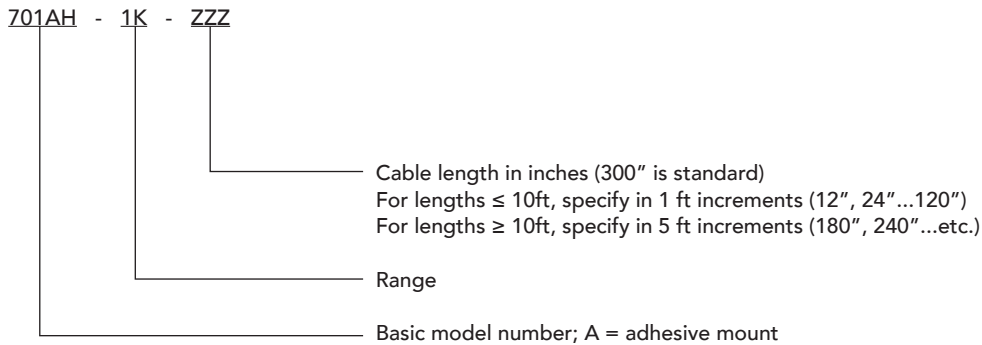 701AH - 1K - ZZZ
Cable length in inches (300” is standard)
For lengths ≤ 10ft, specify in 1 ft increments (12”, 24”...120”)
For lengths ≥ 10ft, specify in 5 ft increments (180”, 240”...etc.)
Range
Basic model number; A = adhesive mount